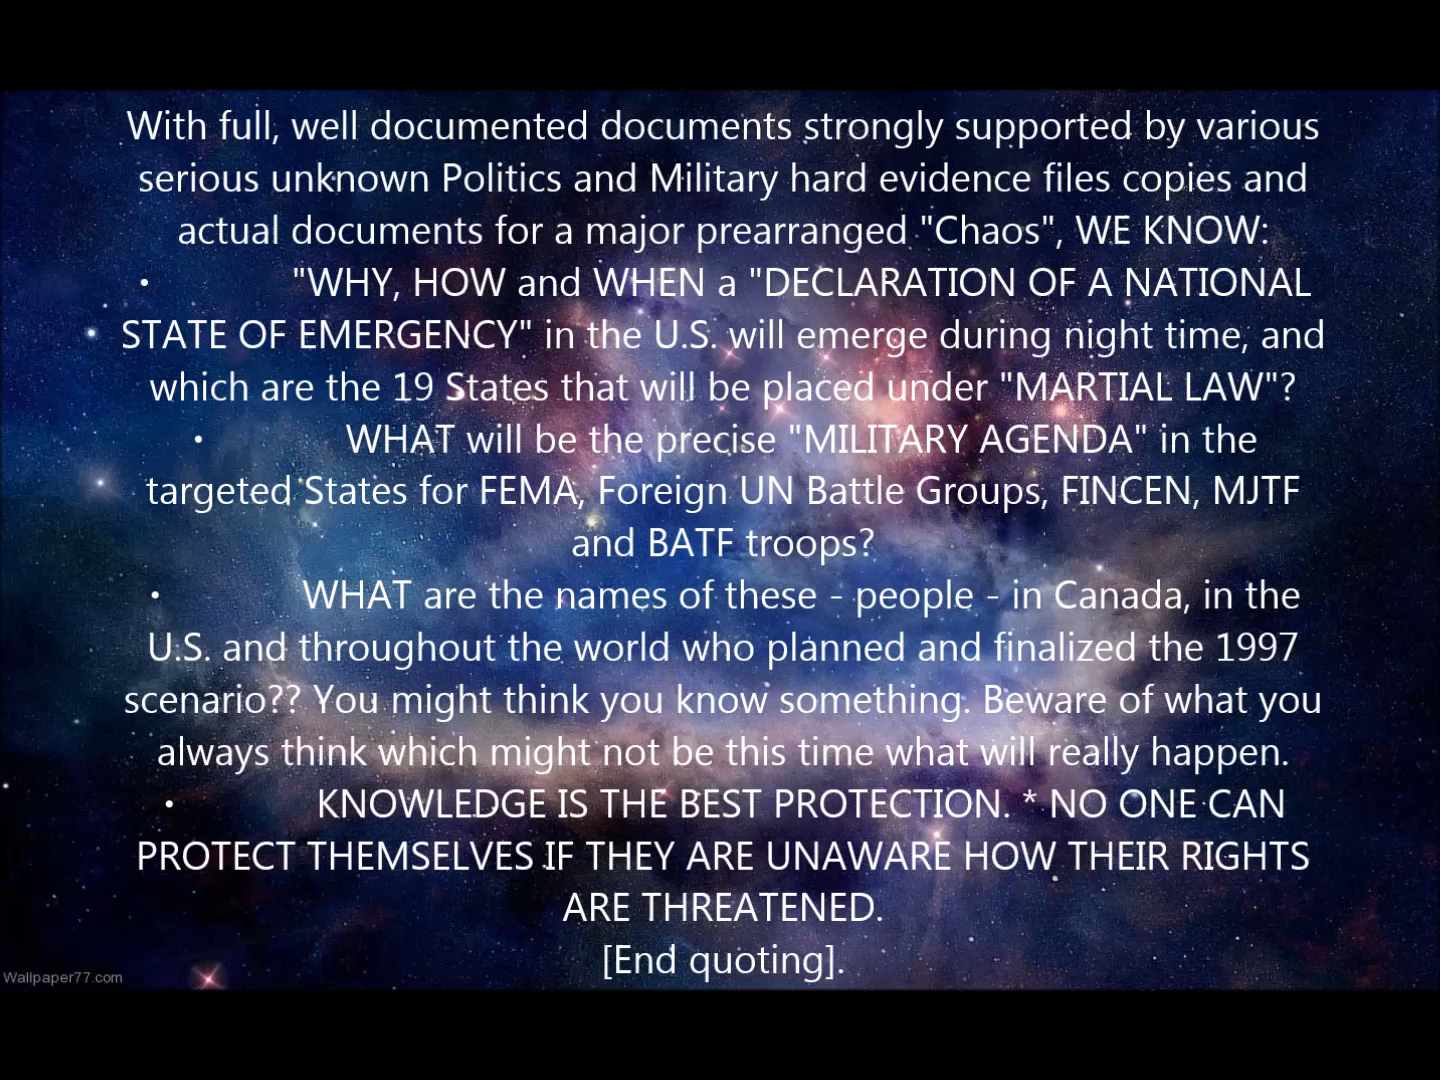 With full, well documented documents strongly supported by various
serious unknown Politics and Military hard evidence files copies and
actual documents for a major prearranged "Chaos", WE KNOW:
• "WHY, HOW and WHEN a "DECLARATION OF A NATIONAL
STATE OF EMERGENCY" in the U.S. will emerge during night time, and
which are the 19 States that will be placed under "MARTIAL LAW"?
• WHAT will be the precise "MILITARY AGENDA" in the
targeted States for FEMA, Foreign UN Battle Groups, FINCEN, MJTF
and BATF troops?
• WHAT are the names of these - people - in Canada, in the
U.S. and throughout the world who planned and finalized the 1997
scenario?? You might think you know something. Beware of what you
always think which might not be this time what will really happen.
• KNOWLEDGE IS THE BEST PROTECTION. * NO ONE CAN
PROTECT THEMSELVES IF THEY ARE UNAWARE HOW THEIR RIGHTS
ARE THREATENED.
[End quoting].
Wallpaper77.com